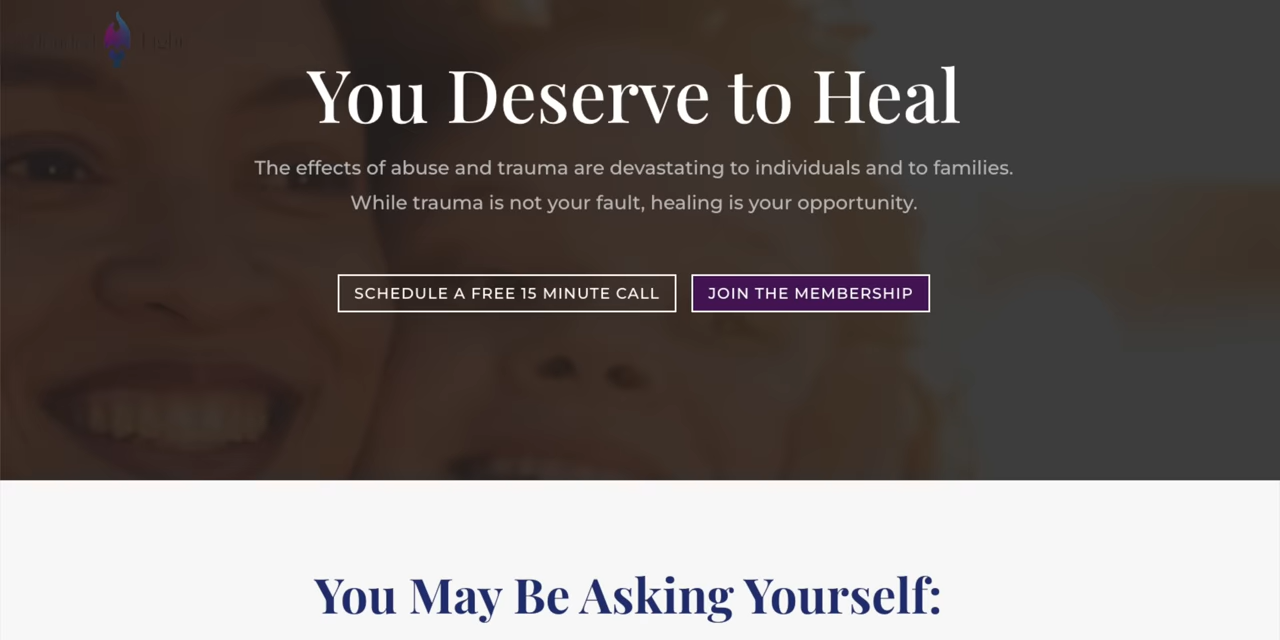 You Deserve to Heal
The effects of abuse and trauma are devastating to individuals and to families.
While trauma is not your fault, healing is your opportunity.
SCHEDULE A FREE 15 MINUTE CALL
JOIN THE MEMBERSHIP
You May Be Asking Yourself: